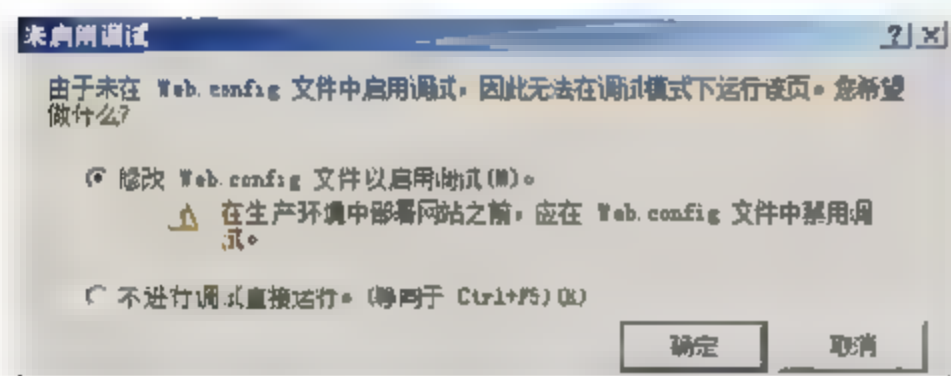 未启用调试
由于未在 Web.config 文件中启用调试，因此无法在调试模式下运行该页。您希望
做什么?
修改 Web.config 文件以启用调试(M)。
在生产环境中部署网站之前，应在 Web.config 文件中禁用调
试。
不进行调试直接运行。(等同于 Ctrl+F5)(R)
确定
取消